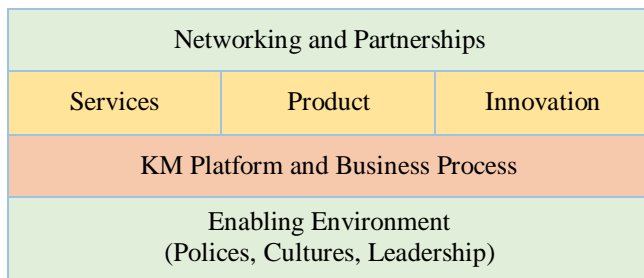 Networking and Partnerships
Services Product Innovation
KM Platform and Business Process
Enabling Environment
(Polices, Cultures, Leadership)